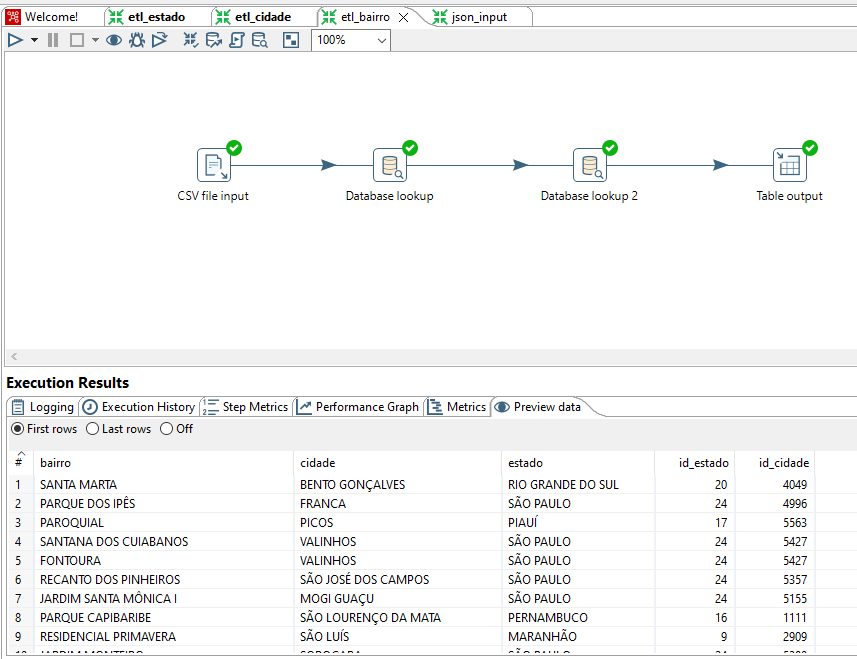 Welcome! etl_estado etl_cidade etl_bairro json_input
100%
CSV file input Database lookup Database lookup 2 Table output
Execution Results
Logging Execution History Step Metrics Performance Graph Metrics Preview data
First rows Last rows Off
# bairro cidade estado id_estado id_cidade
1 SANTA MARTA BENTO GONÇALVES RIO GRANDE DO SUL 20 4049
2 PARQUE DOS IPÊS FRANCA SÃO PAULO 24 4996
3 PAROQUIAL PICOS PIAUÍ 17 5563
4 SANTANA DOS CUIABANOS VALINHOS SÃO PAULO 24 5427
5 FONTOURA VALINHOS SÃO PAULO 24 5427
6 RECANTO DOS PINHEIROS SÃO JOSÉ DOS CAMPOS SÃO PAULO 24 5357
7 JARDIM SANTA MÔNICA I MOGI GUAÇU SÃO PAULO 24 5155
8 PARQUE CAPIBARIBE SÃO LOURENÇO DA MATA PERNAMBUCO 16 1111
9 RESIDENCIAL PRIMAVERA SÃO LUÍS MARANHÃO 9 2909